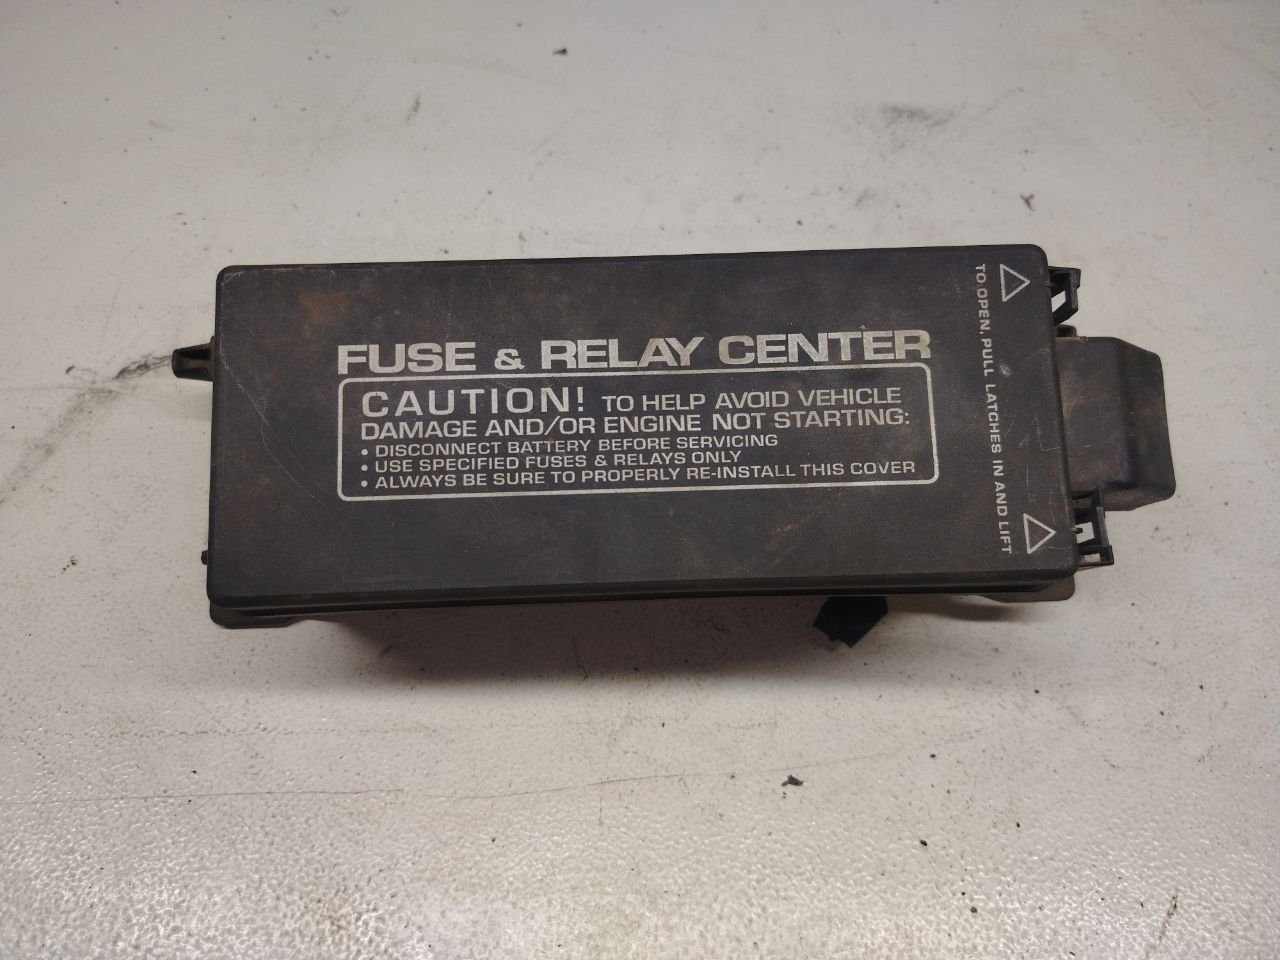 FUSE & RELAY CENTER
CAUTION! TO HELP AVOID VEHICLE
DAMAGE AND/OR ENGINE NOT STARTING:
• DISCONNECT BATTERY BEFORE SERVICING
• USE SPECIFIED FUSES & RELAYS ONLY
• ALWAYS BE SURE TO PROPERLY RE-INSTALL THIS COVER
TO OPEN, PULL LATCHES IN AND LIFT